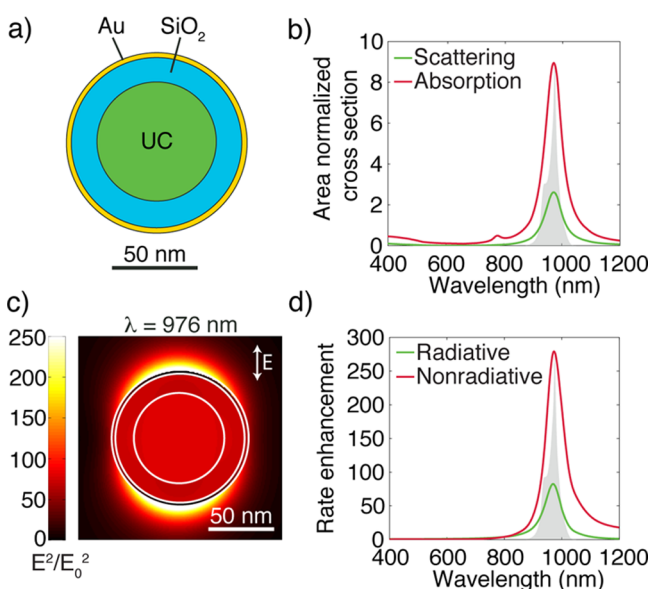 a)
Au
SiO₂
UC
50 nm
b)
Scattering
Absorption
Area normalized
cross section
10
8
6
4
2
0
400
600
800
1000
1200
Wavelength (nm)
c)
λ = 976 nm
E
250
200
150
100
50
0
50 nm
E²/E₀²
d)
Radiative
Nonradiative
Rate enhancement
300
250
200
150
100
50
0
400
600
800
1000
1200
Wavelength (nm)